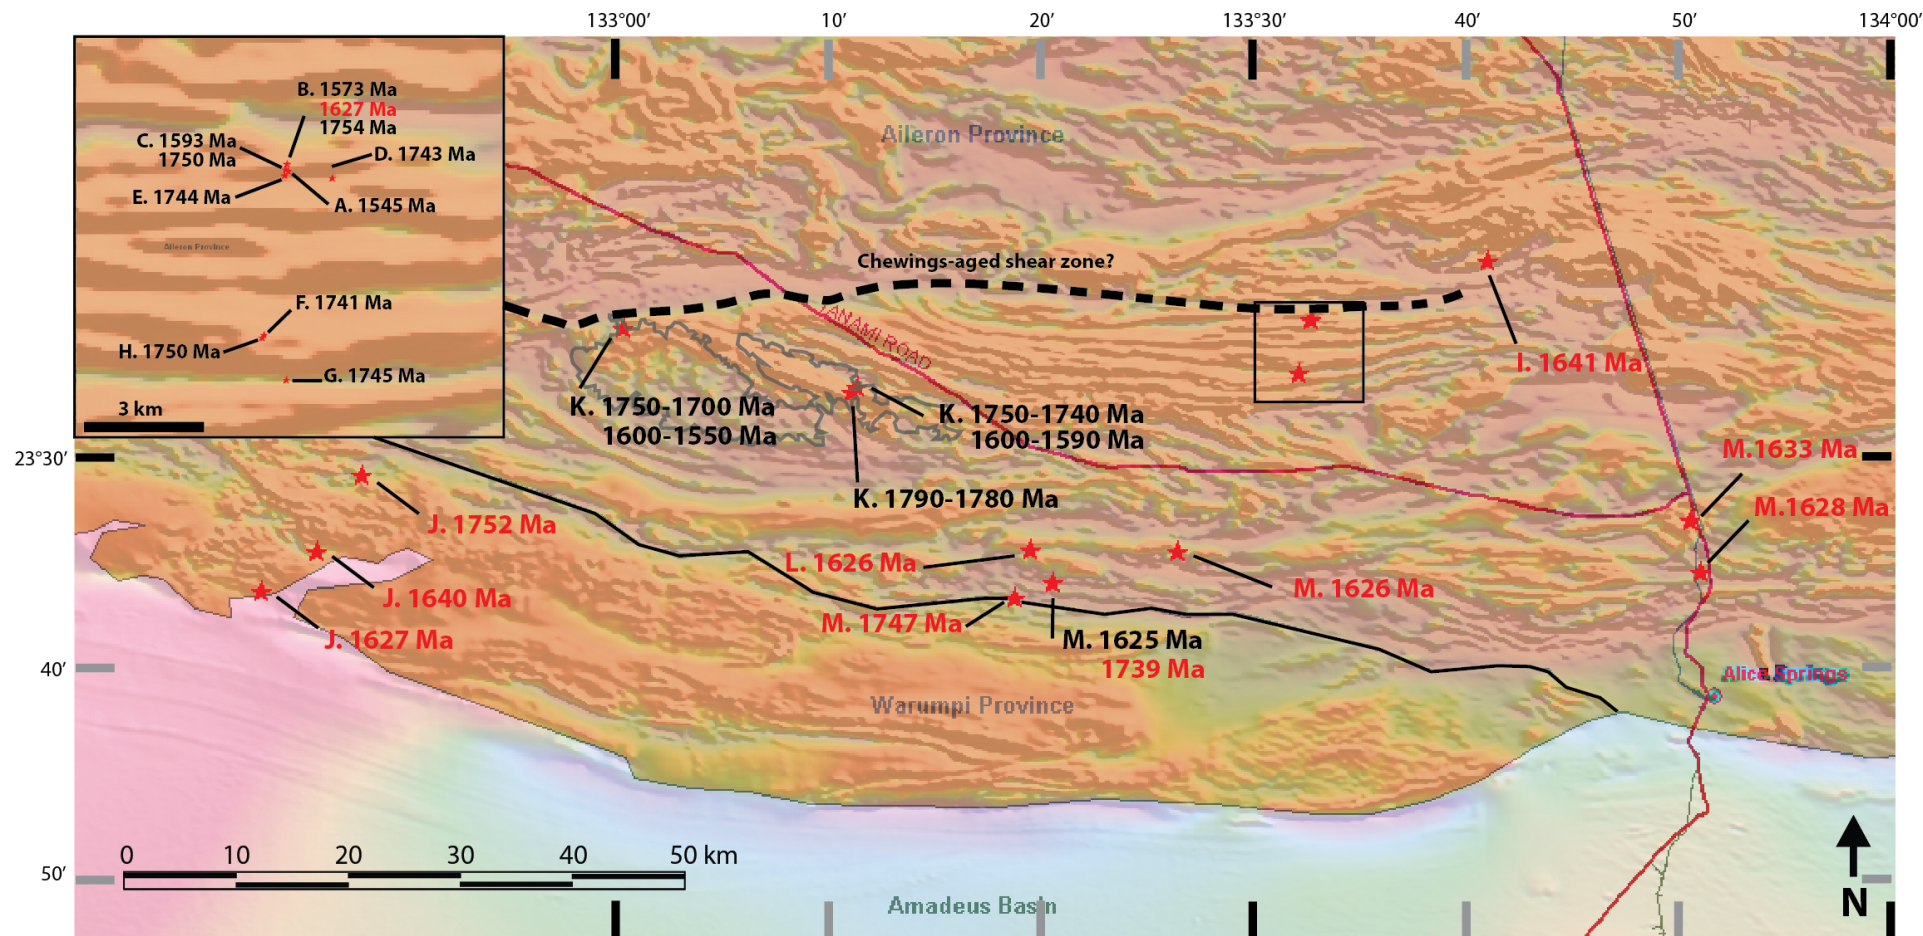 133°00’ 10’ 20’ 133°30’ 40’ 50’ 134°00’
B. 1573 Ma
1627 Ma
1754 Ma
C. 1593 Ma
1750 Ma
D. 1743 Ma
E. 1744 Ma
A. 1545 Ma
Aileron Province
F. 1741 Ma
H. 1750 Ma
G. 1745 Ma
3 km
Aileron Province
Chewings-aged shear zone?
TANAMI ROAD
I. 1641 Ma
K. 1750-1700 Ma
1600-1550 Ma
K. 1750-1740 Ma
1600-1590 Ma
K. 1790-1780 Ma
23°30’
M.1633 Ma
M.1628 Ma
J. 1752 Ma
L. 1626 Ma
M. 1626 Ma
J. 1640 Ma
M. 1747 Ma
J. 1627 Ma
M. 1625 Ma
1739 Ma
40’
Alice Springs
Warumpi Province
0 10 20 30 40 50 km
50’
Amadeus Basin
N